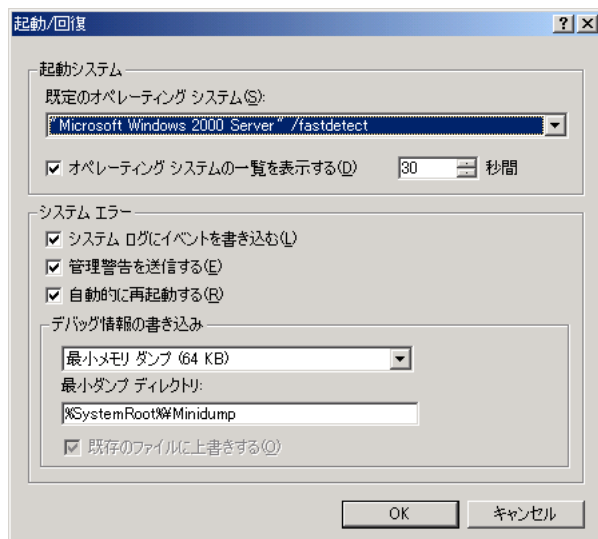 起動/回復
起動システム
既定のオペレーティング システム(S):
"Microsoft Windows 2000 Server" /fastdetect
オペレーティング システムの一覧を表示する(D) 30 秒間
システム エラー
システム ログにイベントを書き込む(L)
管理警告を送信する(E)
自動的に再起動する(R)
デバッグ情報の書き込み
最小メモリ ダンプ (64 KB)
最小ダンプ ディレクトリ:
%SystemRoot%¥Minidump
既存のファイルに上書きする(O)
OK キャンセル